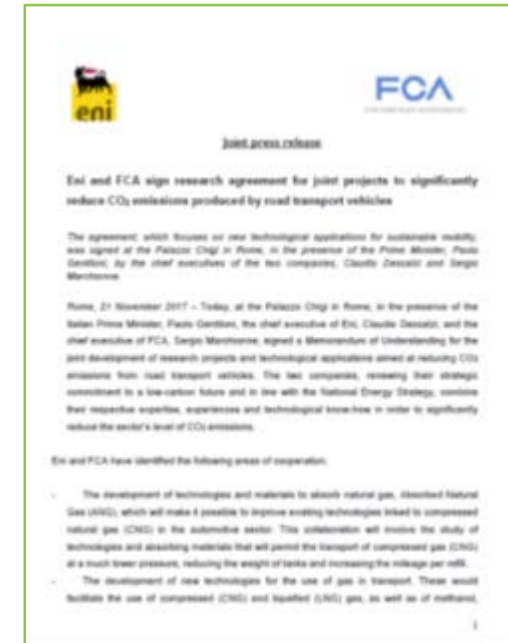 eni
FCA
Joint press release
Eni and FCA sign research agreement for joint projects to significantly
reduce CO₂ emissions produced by road transport vehicles
The agreement, which focuses on new technological applications for sustainable mobility,
was signed at the Palazzo Chigi in Rome, in the presence of the Prime Minister, Paolo
Gentiloni, by the chief executives of the two companies, Claudio Descalzi and Sergio
Marchionne
Rome, 21 November 2017 – Today, at the Palazzo Chigi in Rome, in the presence of the
Italian Prime Minister, Paolo Gentiloni, the chief executive of Eni, Claudio Descalzi, and the
chief executive of FCA, Sergio Marchionne, signed a Memorandum of Understanding for the
joint development of research projects and technological applications aimed at reducing CO₂
emissions from road transport vehicles. The two companies, renewing their strategic
commitment to a low-carbon future and in line with the National Energy Strategy, combine
their respective expertise, experiences and technological know-how in order to significantly
reduce the sector's level of CO₂ emissions.
Eni and FCA have identified the following areas of cooperation:
- The development of technologies and materials to absorb natural gas, Absorbed Natural
Gas (ANG), which will make it possible to improve existing technologies linked to compressed
natural gas (CNG) in the automotive sector. This collaboration will involve the study of
technologies and absorbing materials that will permit the transport of compressed gas (CNG)
at a much lower pressure, reducing the weight of tanks and increasing the mileage per refill.
- The development of new technologies for the use of gas in transport. These would
facilitate the use of compressed (CNG) and liquefied (LNG) gas, as well as of methanol,
1